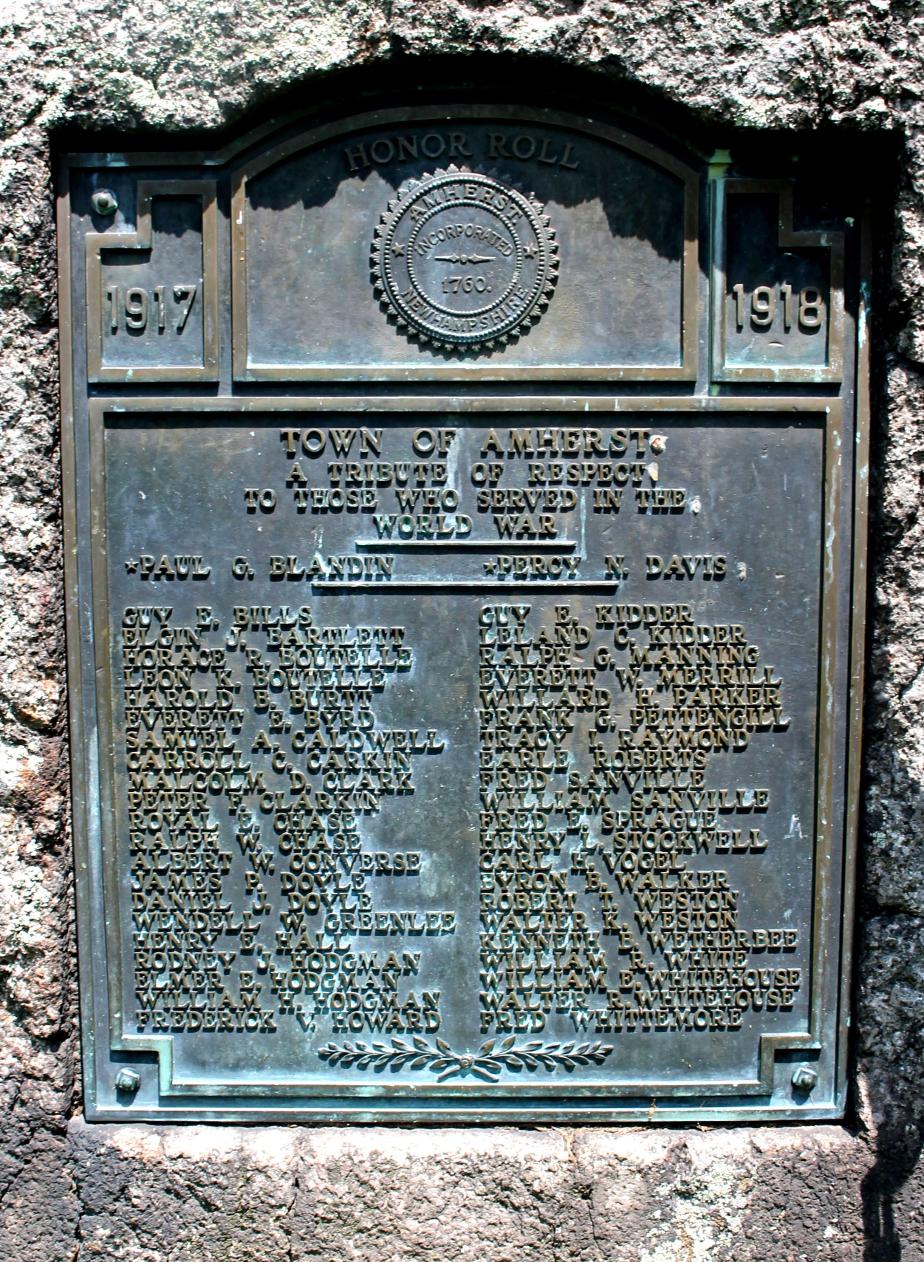 HONOR ROLL
AMHERST
INCORPORATED
1760.
NEW HAMPSHIRE
1917
1918
TOWN OF AMHERST
A TRIBUTE OF RESPECT
TO THOSE WHO SERVED IN THE
WORLD WAR
★PAUL G. BLANDIN ★PERCY N. DAVIS
GUY E. BILLS
ELGIN J. BARTLETT
HORACE R. BOUTELLE
LEON K. BOUTELLE
HAROLD E. BURTT
EVERETT E. BYRD
SAMUEL A. CALDWELL
CARROLL C. CARKIN
MALCOLM D. CLARK
PETER F. CLARKIN
ROYAL E. CHASE
RALPH W. CHASE
ALBERT W. CONVERSE
JAMES P. DOYLE
DANIEL J. DOYLE
WENDELL W. GREENLEE
HENRY E. HALL
RODNEY J. HODGMAN
ELMER E. HODGMAN
WILLIAM H. HODGMAN
FREDERICK V. HOWARD
GUY E. KIDDER
LELAND C. KIDDER
RALPH G. MANNING
EVERETT W. MERRILL
WILLARD H. PARKER
FRANK G. PETTENGILL
TRACY T. RAYMOND
EARLE ROBERTS
FRED SANVILLE
WILLIAM SANVILLE
FRED E. SPRAGUE
HENRY L. STOCKWELL
CARL H. VOGEL
BYRON B. WALKER
ROBERT T. WESTON
WALTER K. WESTON
KENNETH B. WETHERBEE
WILLIAM R. WHITE
WILLIAM E. WHITEHOUSE
WALTER R. WHITEHOUSE
FRED WHITTEMORE